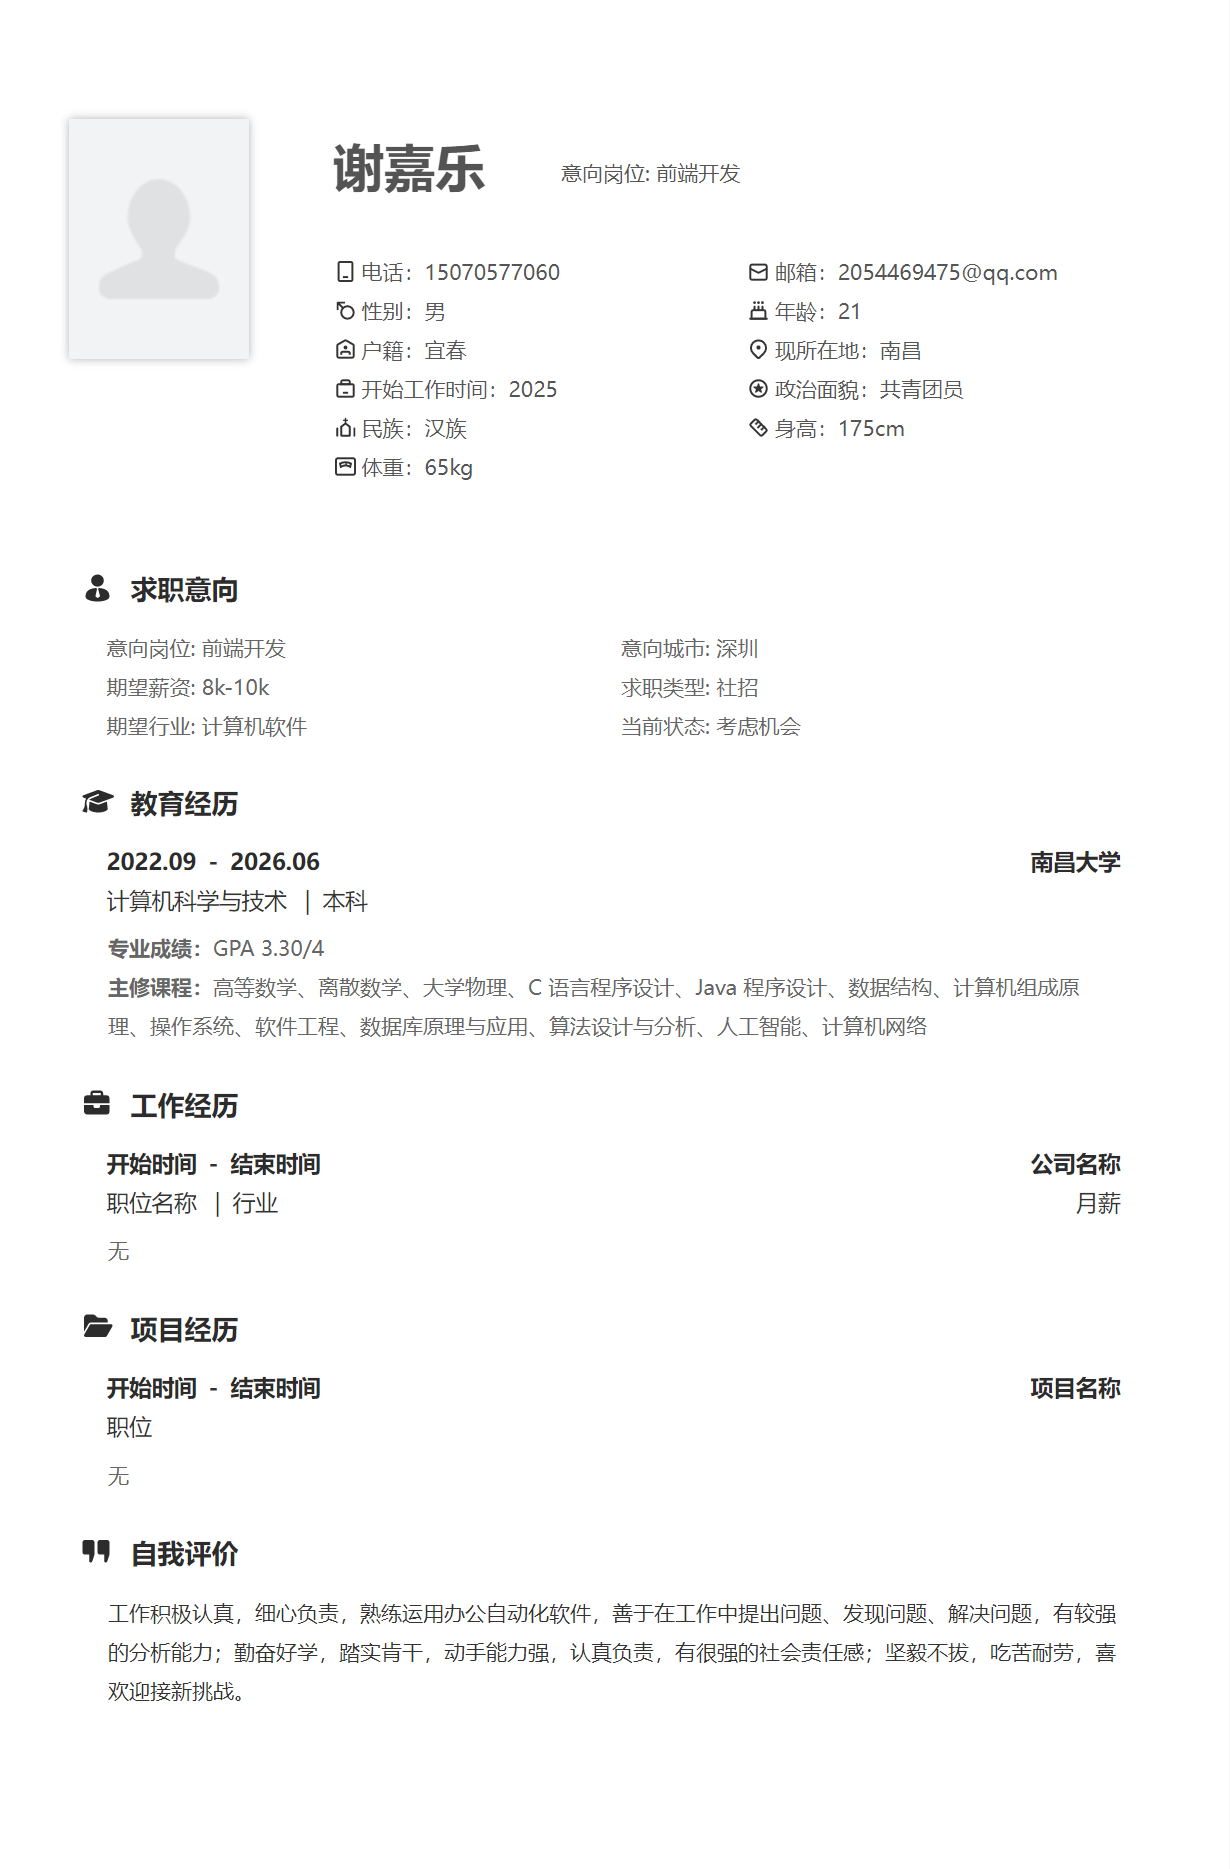 谢嘉乐
意向岗位: 前端开发
电话：15070577060
邮箱：2054469475@qq.com
性别：男
年龄：21
户籍：宜春
现所在地：南昌
开始工作时间：2025
政治面貌：共青团员
民族：汉族
身高：175cm
体重：65kg
求职意向
意向岗位: 前端开发
意向城市: 深圳
期望薪资: 8k-10k
求职类型: 社招
期望行业: 计算机软件
当前状态: 考虑机会
教育经历
2022.09 - 2026.06
南昌大学
计算机科学与技术 | 本科
专业成绩：GPA 3.30/4
主修课程：高等数学、离散数学、大学物理、C 语言程序设计、Java 程序设计、数据结构、计算机组成原
理、操作系统、软件工程、数据库原理与应用、算法设计与分析、人工智能、计算机网络
工作经历
开始时间 - 结束时间
公司名称
职位名称 | 行业
月薪
无
项目经历
开始时间 - 结束时间
项目名称
职位
无
自我评价
工作积极认真，细心负责，熟练运用办公自动化软件，善于在工作中提出问题、发现问题、解决问题，有较强
的分析能力；勤奋好学，踏实肯干，动手能力强，认真负责，有很强的社会责任感；坚毅不拔，吃苦耐劳，喜
欢迎接新挑战。